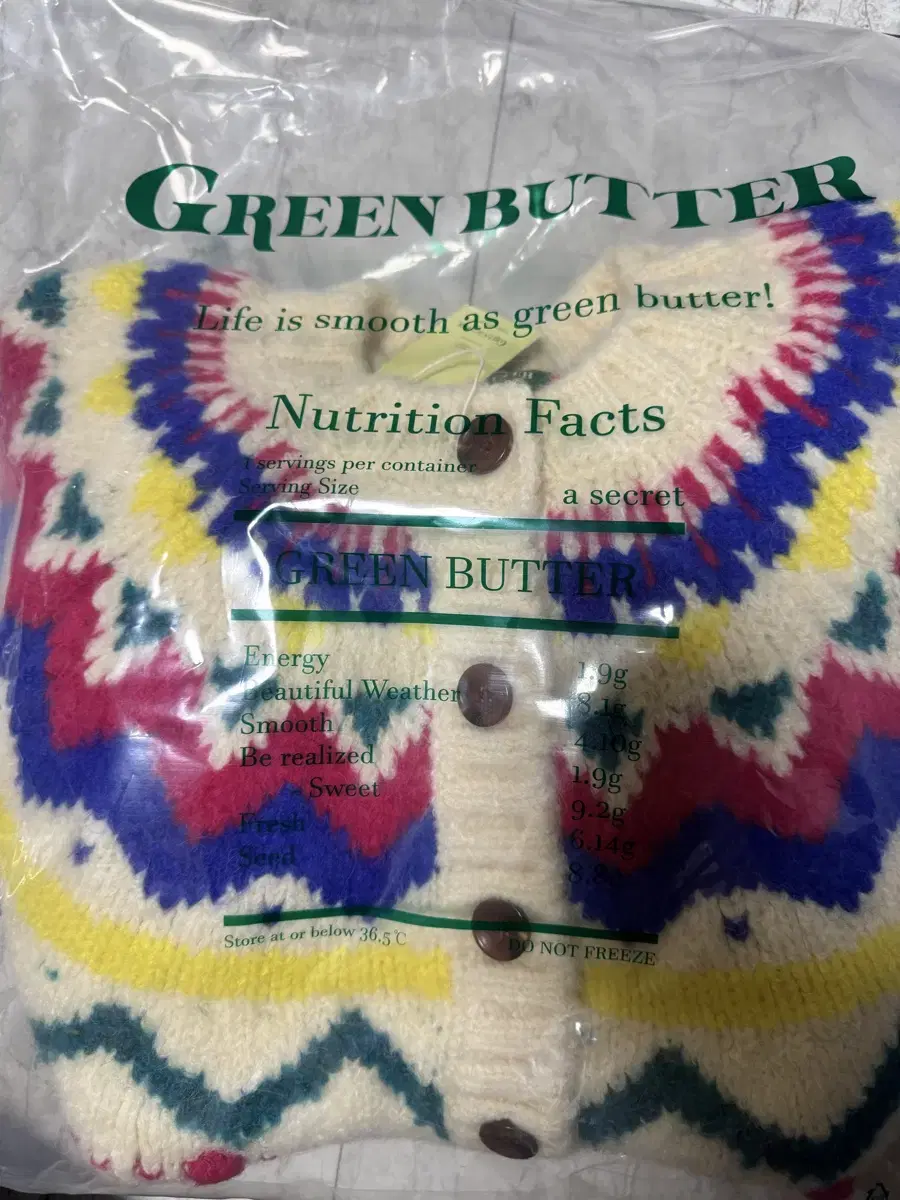 GREEN BUTTER
Life is smooth as green butter!
Nutrition Facts
1 servings per container
Serving Size a secret
GREEN BUTTER
Energy 1.9g
Beautiful Weather 8.1g
Smooth 4.10g
Be realized 1.9g
Sweet 9.2g
Fresh 6.14g
Seed
Store at or below 36,5℃ DO NOT FREEZE